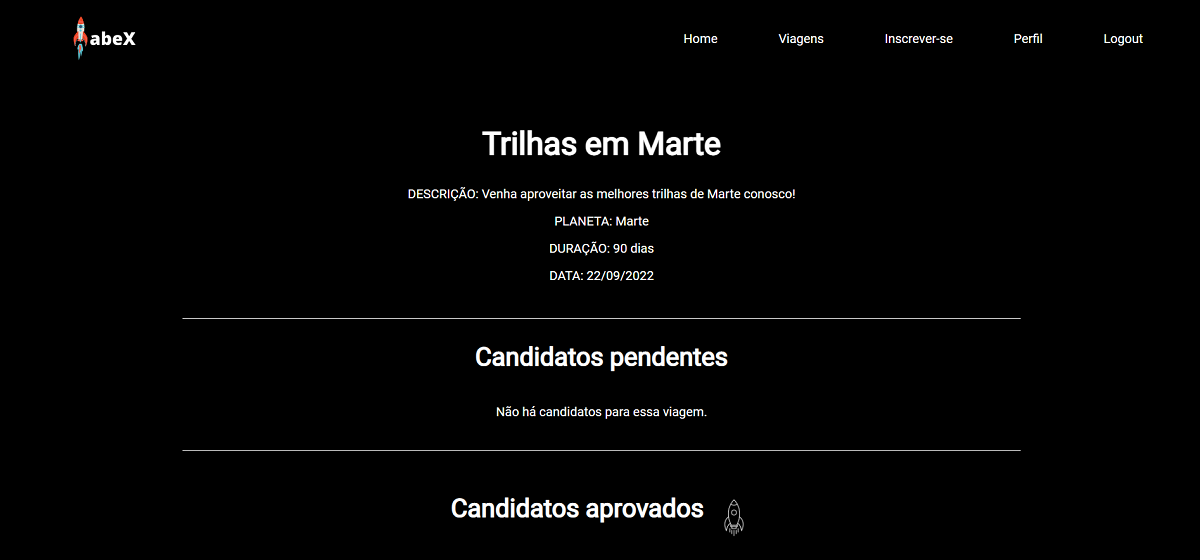 abeX
Home
Viagens
Inscrever-se
Perfil
Logout
Trilhas em Marte
DESCRIÇÃO: Venha aproveitar as melhores trilhas de Marte conosco!
PLANETA: Marte
DURAÇÃO: 90 dias
DATA: 22/09/2022
Candidatos pendentes
Não há candidatos para essa viagem.
Candidatos aprovados